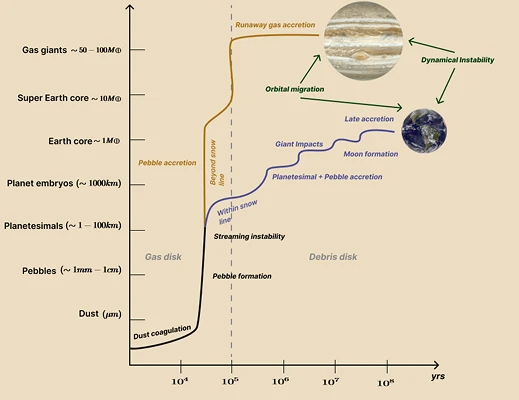 Runaway gas accretion
Gas giants ~ 50 – 100M⊕
Dynamical Instability
Orbital migration
Super Earth core ~ 10M⊕
Late accretion
Earth core ~ 1M⊕
Giant Impacts
Moon formation
Pebble accretion
Beyond snow
line
Planetesimal + Pebble accretion
Planet embryos (~ 1000km)
Within snow
line
Planetesimals (~ 1 – 100km)
Streaming instability
Gas disk
Debris disk
Pebbles (~ 1mm – 1cm)
Pebble formation
Dust (μm)
Dust coagulation
10⁴ 10⁵ 10⁶ 10⁷ 10⁸ yrs